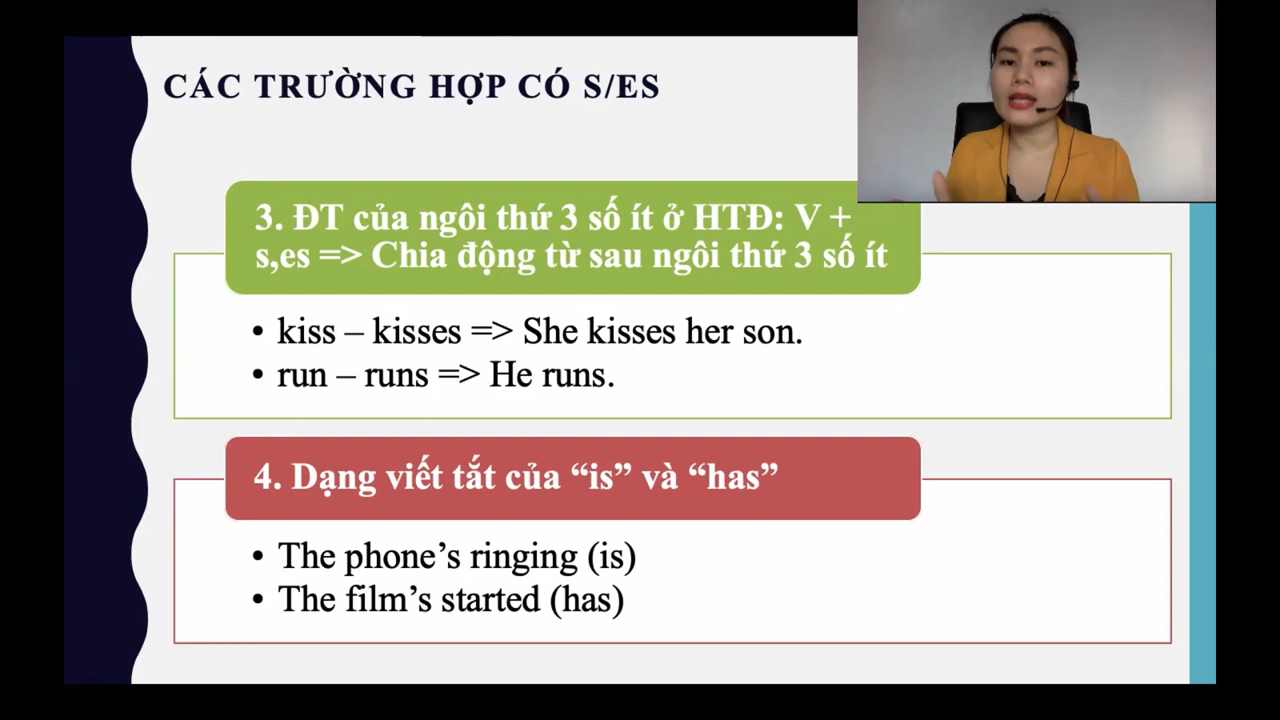 CÁC TRƯỜNG HỢP CÓ S/ES
3. ĐT của ngôi thứ 3 số ít ở HTĐ: V +
s,es => Chia động từ sau ngôi thứ 3 số ít
• kiss – kisses => She kisses her son.
• run – runs => He runs.
4. Dạng viết tắt của “is” và “has”
• The phone’s ringing (is)
• The film’s started (has)